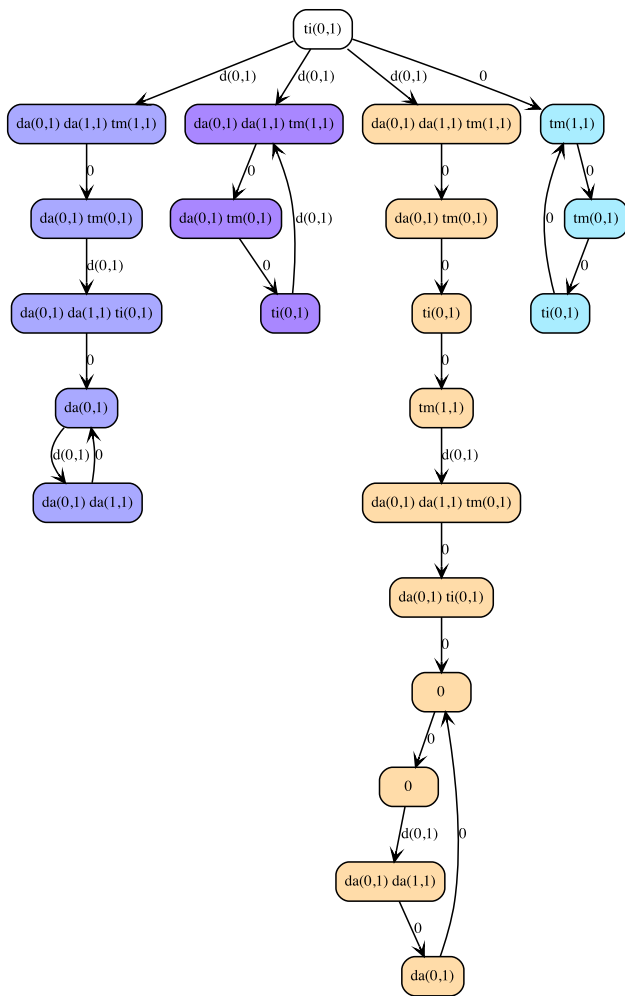 ti(0,1)
d(0,1) d(0,1) d(0,1) 0
da(0,1) da(1,1) tm(1,1) da(0,1) da(1,1) tm(1,1) da(0,1) da(1,1) tm(1,1) tm(1,1)
0 0 0 0
da(0,1) tm(0,1) da(0,1) tm(0,1) da(0,1) tm(0,1) tm(0,1)
d(0,1) 0 d(0,1) 0 0 0
da(0,1) da(1,1) ti(0,1) ti(0,1) ti(0,1) ti(0,1)
0 0
da(0,1) tm(1,1)
d(0,1) 0 d(0,1)
da(0,1) da(1,1) da(0,1) da(1,1) tm(0,1)
0
da(0,1) ti(0,1)
0
0
0
0
d(0,1) 0
da(0,1) da(1,1)
0
da(0,1)